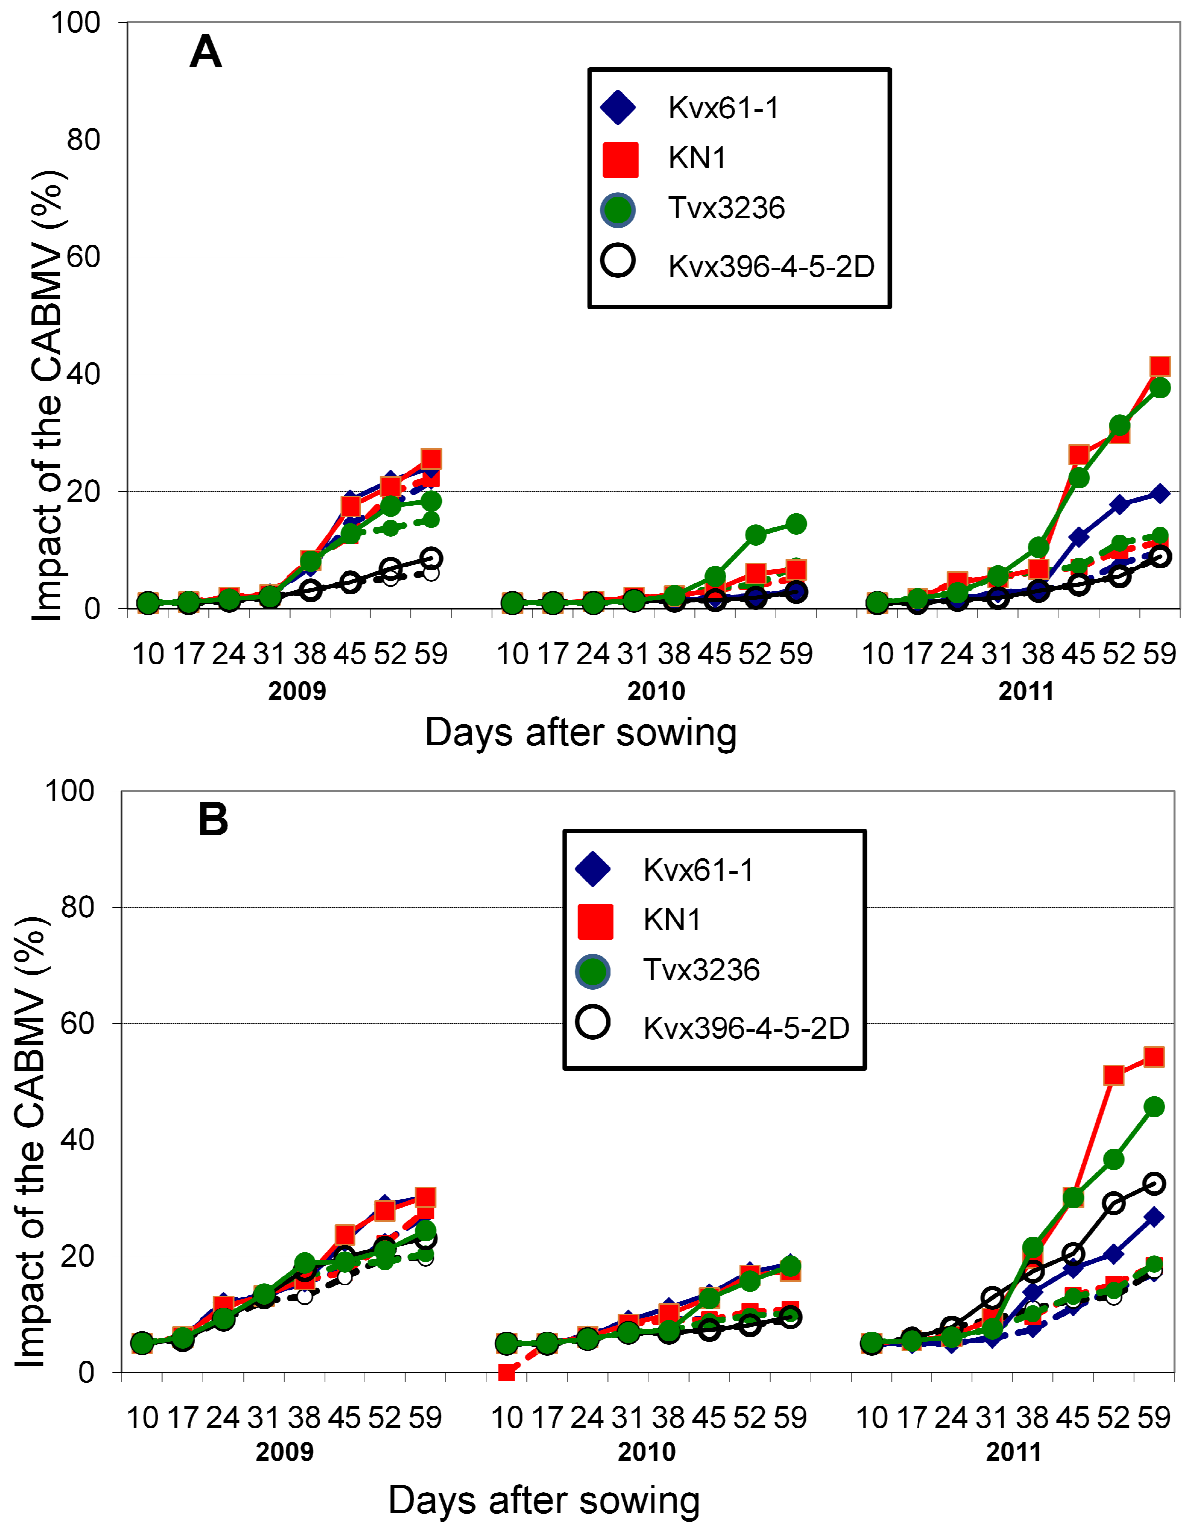 A
Impact of the CABMV (%)
100
80
60
40
20
0
Kvx61-1
KN1
Tvx3236
Kvx396-4-5-2D
10 17 24 31 38 45 52 59 10 17 24 31 38 45 52 59 10 17 24 31 38 45 52 59
2009 2010 2011
Days after sowing
B
Impact of the CABMV (%)
100
80
60
40
20
0
Kvx61-1
KN1
Tvx3236
Kvx396-4-5-2D
10 17 24 31 38 45 52 59 10 17 24 31 38 45 52 59 10 17 24 31 38 45 52 59
2009 2010 2011
Days after sowing